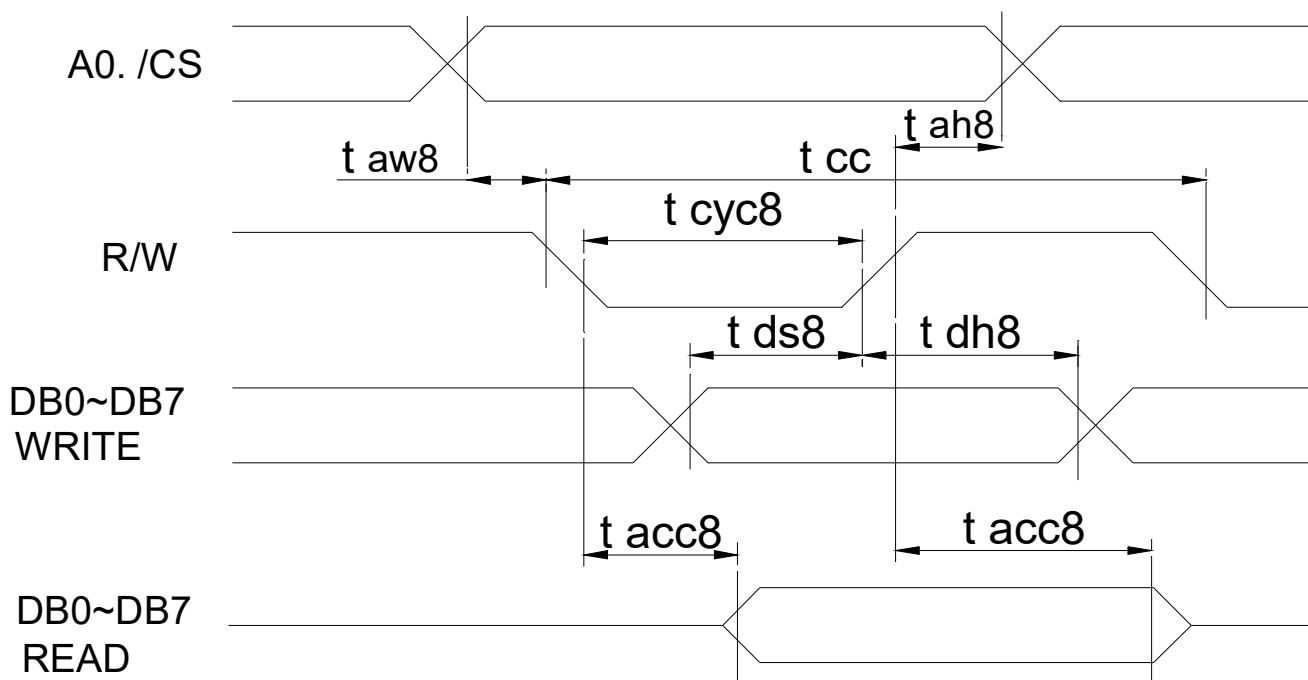 A0. /CS
t ah8
t aw8
t cc
t cyc8
R/W
t ds8
t dh8
DB0~DB7
WRITE
t acc8
t acc8
DB0~DB7
READ